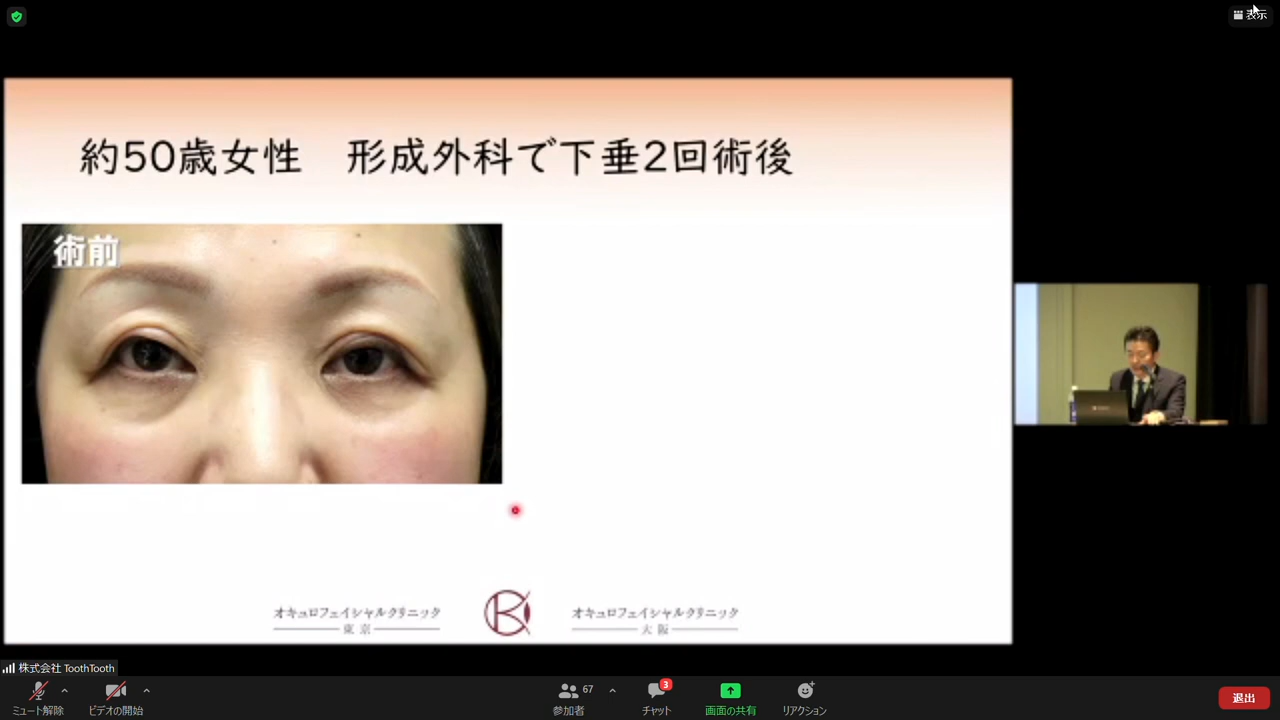 表示
約50歳女性　形成外科で下垂2回術後
術前
オキュロフェイシャルクリニック
東京
オキュロフェイシャルクリニック
大阪
株式会社 ToothTooth
ミュート解除
ビデオの開始
67
参加者
3
チャット
画面の共有
リアクション
退出